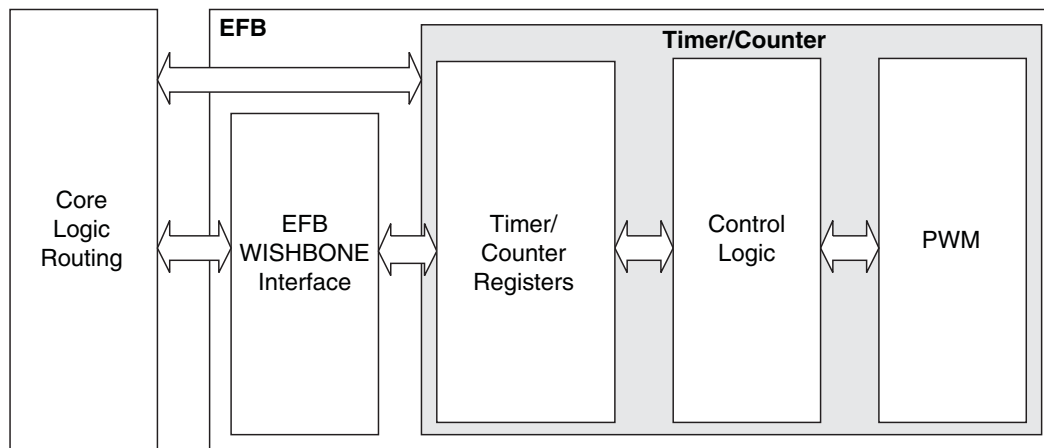 EFB
Timer/Counter
Core
Logic
Routing
EFB
WISHBONE
Interface
Timer/
Counter
Registers
Control
Logic
PWM